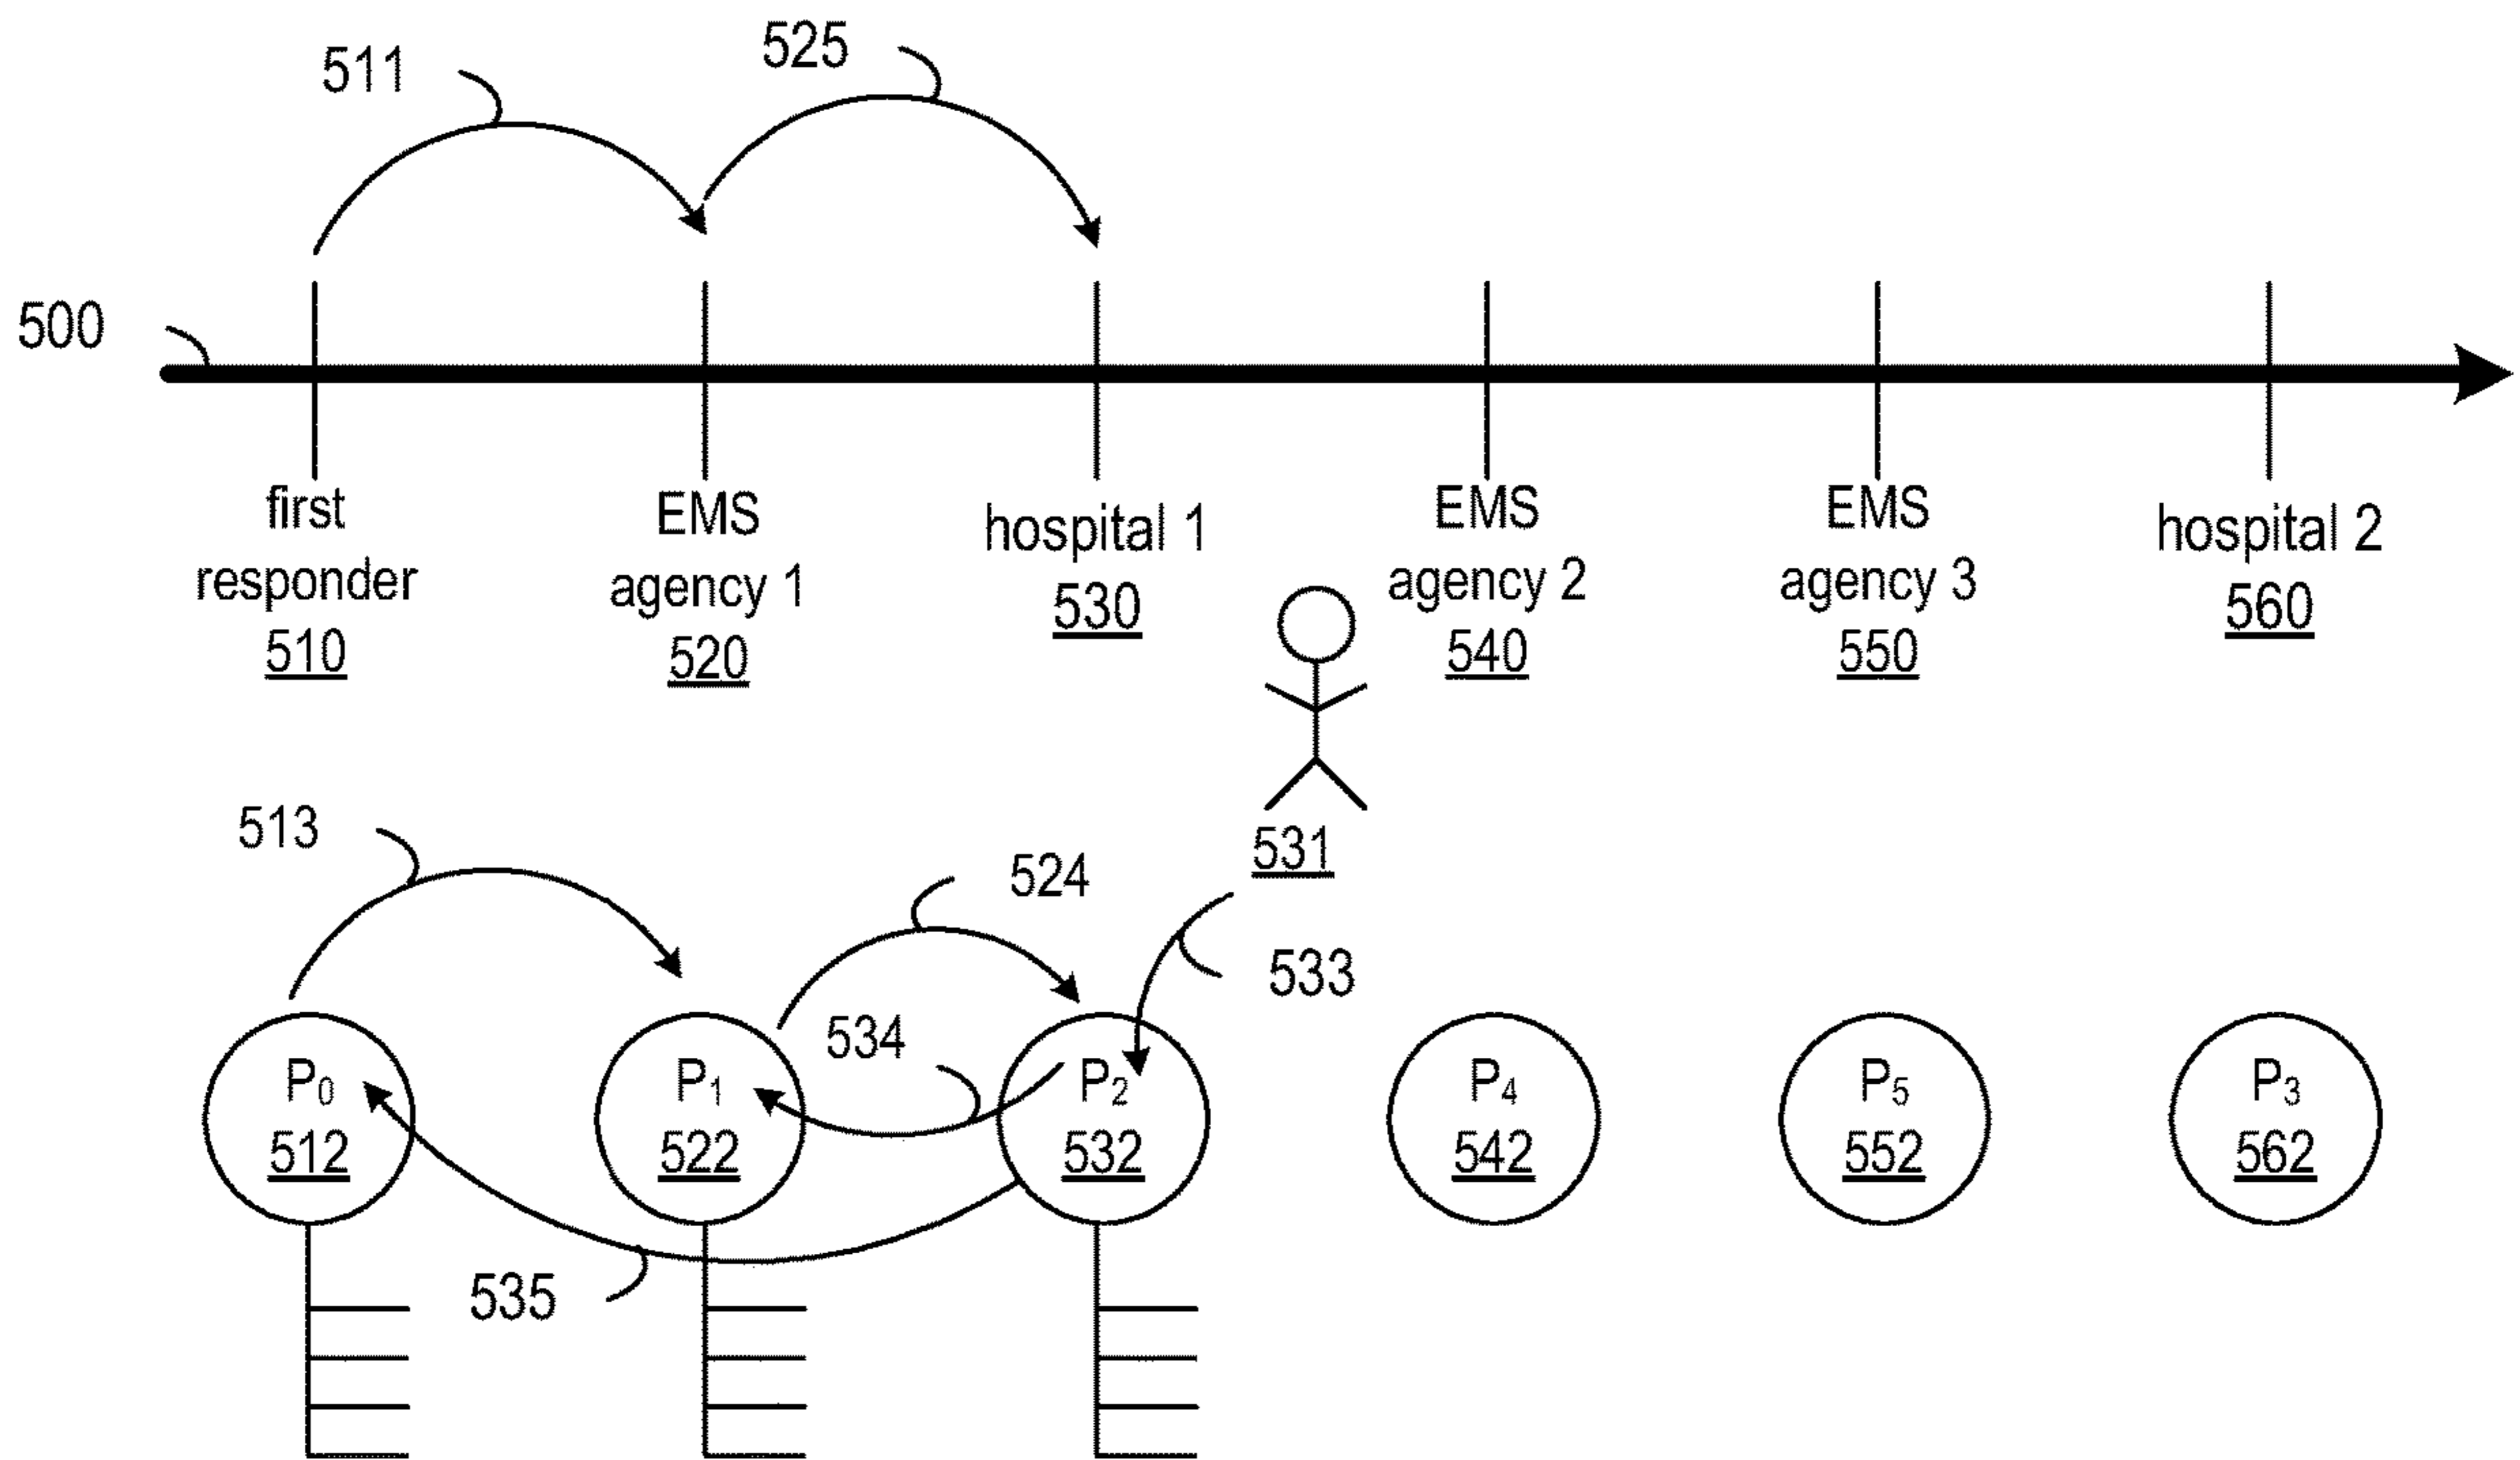 511
525
500
first
responder
510
EMS
agency 1
520
hospital 1
530
EMS
agency 2
540
EMS
agency 3
550
hospital 2
560
531
513
524
533
534
P₀
512
P₁
522
P₂
532
P₄
542
P₅
552
P₃
562
535